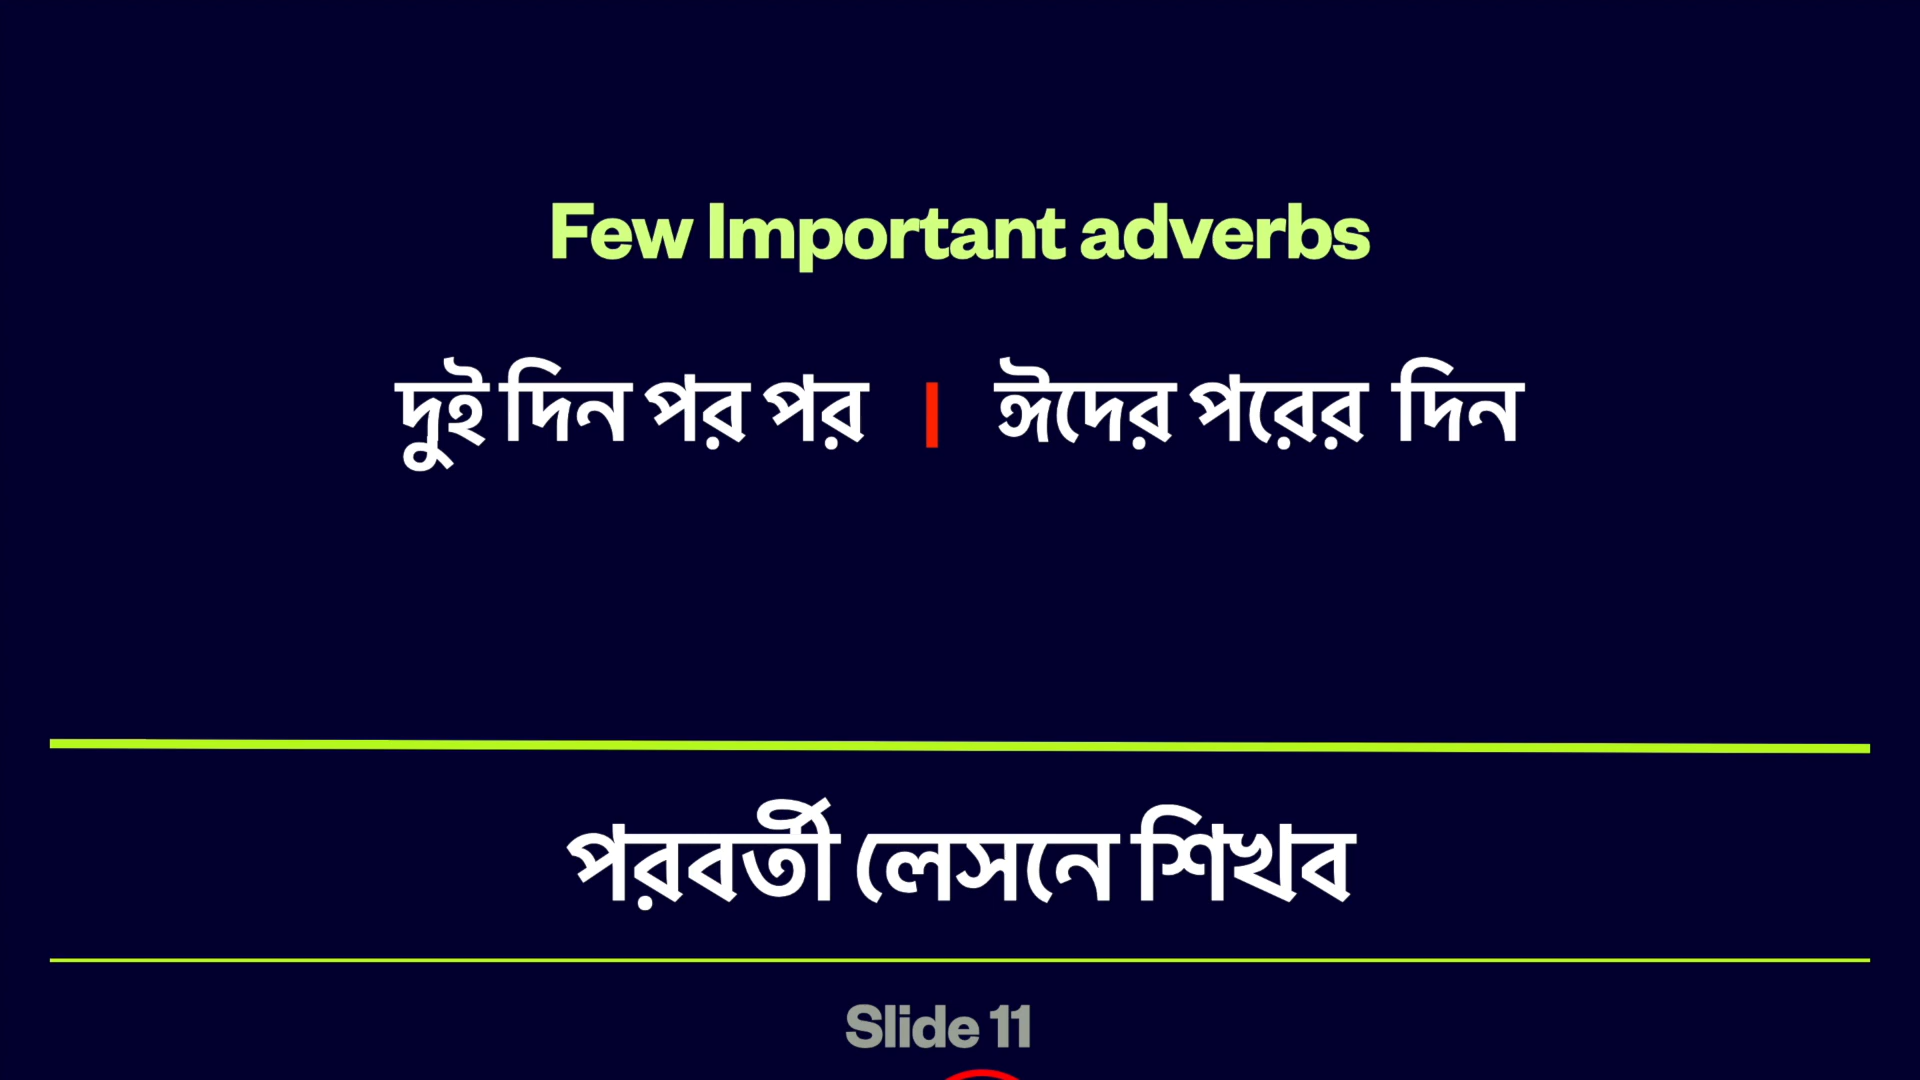 Few Important adverbs
দুই দিন পর পর | ঈদের পরের দিন
পরবর্তী লেসনে শিখব
Slide 11